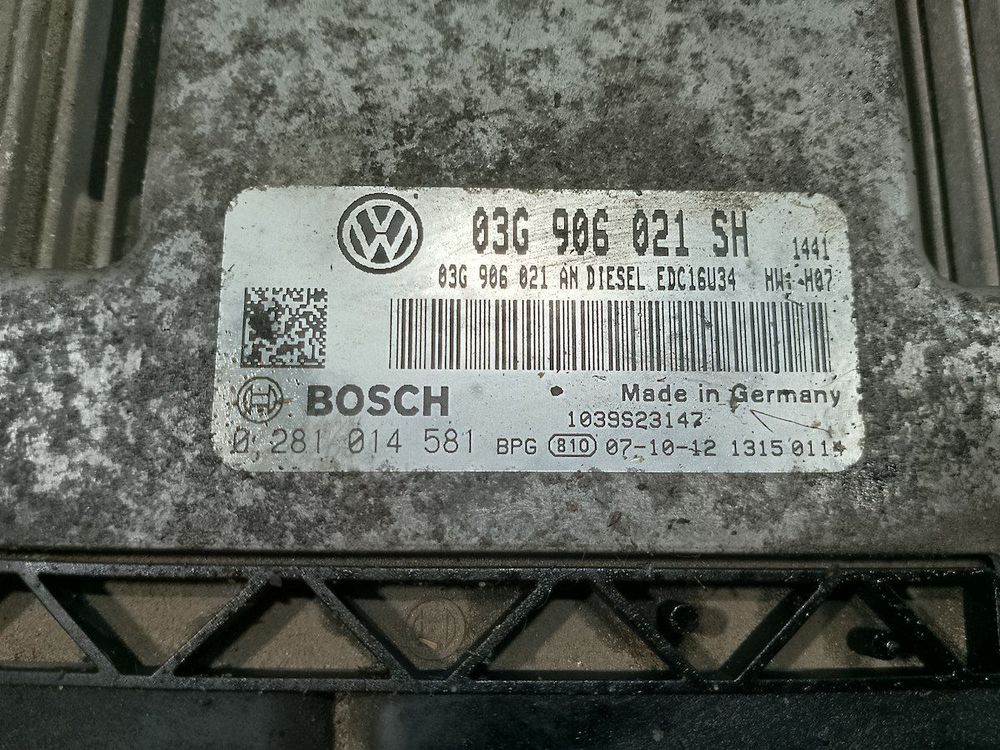 03G 906 021 SH 1441
03G 906 021 AN DIESEL EDC16U34 HW: H07
BOSCH Made in Germany
1039S23147
0 281 014 581 BPG 810 07-10-12 1315 0114